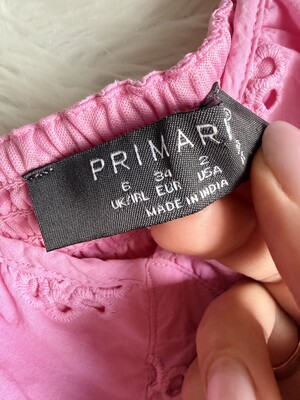 PRIMARK
6 34 2
UK/IRL EUR USA
MADE IN INDIA